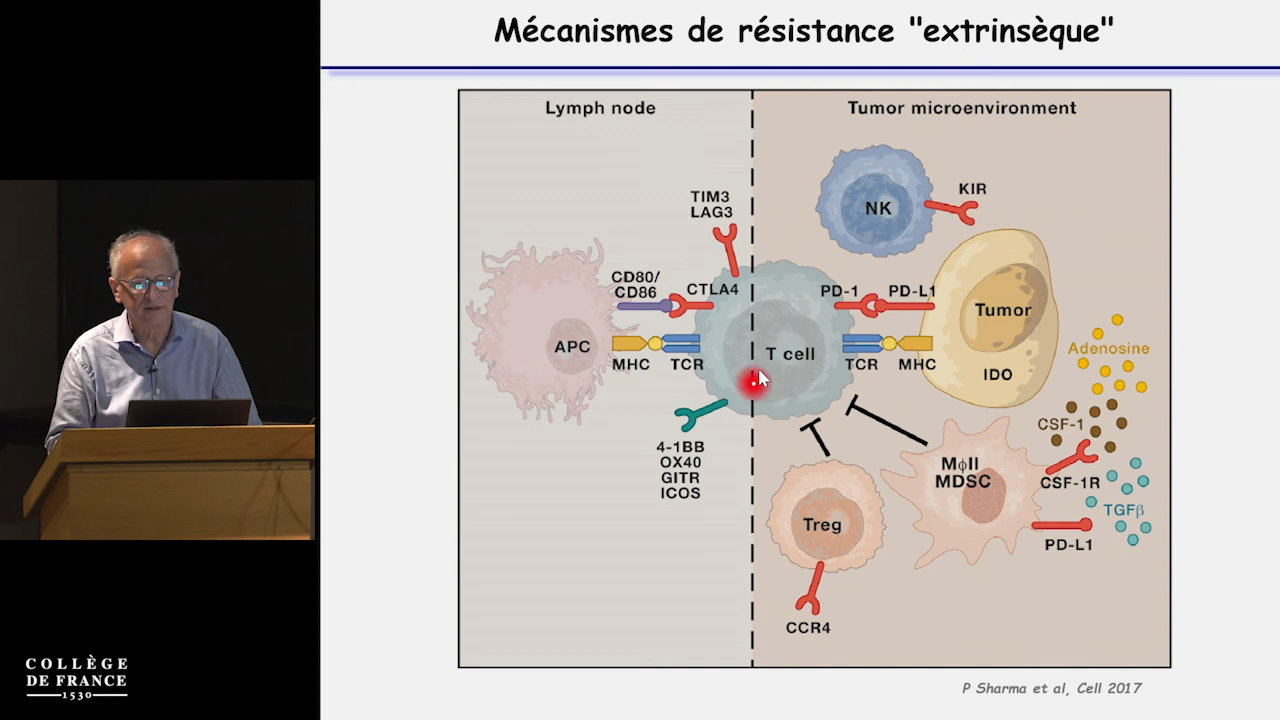 Mécanismes de résistance "extrinsèque"
Lymph node
Tumor microenvironment
TIM3
LAG3
NK
KIR
CD80/
CD86
CTLA4
PD-1
PD-L1
Tumor
APC
MHC
TCR
T cell
TCR
MHC
IDO
Adenosine
4-1BB
OX40
GITR
ICOS
CSF-1
MϕII
MDSC
CSF-1R
TGFβ
PD-L1
Treg
CCR4
P Sharma et al, Cell 2017
COLLÈGE
DE FRANCE
1530